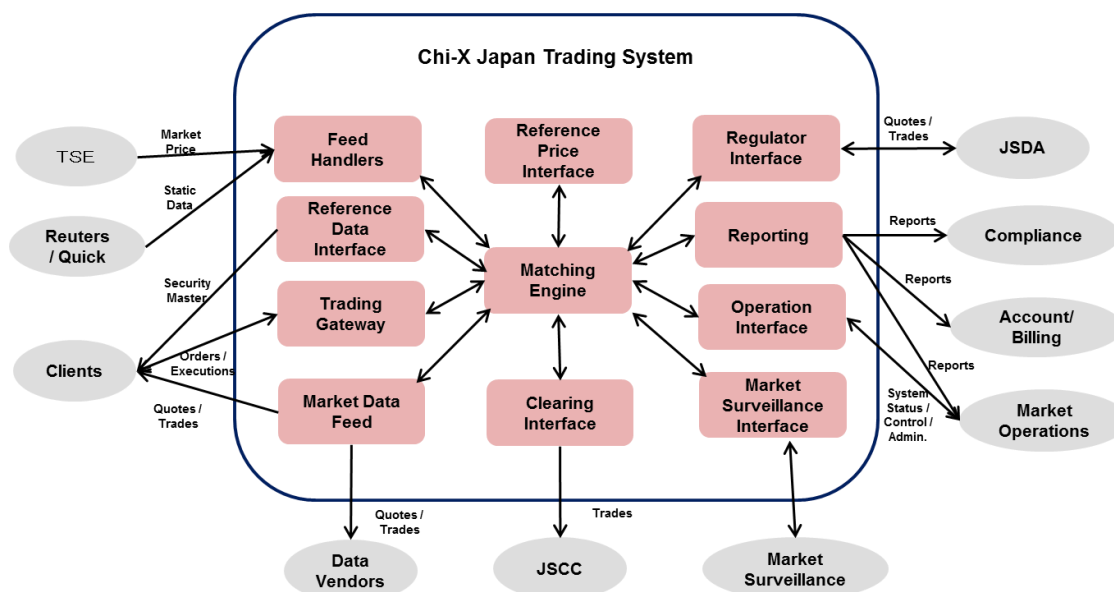 Chi-X Japan Trading System
TSE
Market
Price
Feed
Handlers
Reference
Price
Interface
Regulator
Interface
Quotes /
Trades
JSDA
Static
Data
Reuters
/ Quick
Reference
Data
Interface
Reporting
Reports
Compliance
Matching
Engine
Security
Master
Trading
Gateway
Operation
Interface
Reports
Account/
Billing
Clients
Orders /
Executions
Reports
Quotes /
Trades
Market Data
Feed
Clearing
Interface
Market
Surveillance
Interface
System
Status /
Control /
Admin.
Market
Operations
Quotes /
Trades
Trades
Data
Vendors
JSCC
Market
Surveillance